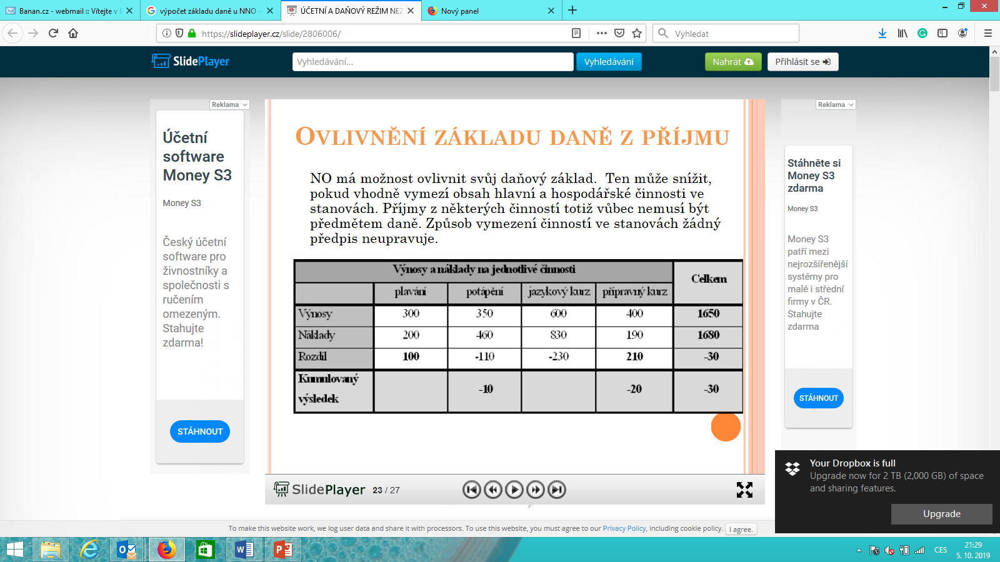 Banan.cz - webmail :: Vítejte v
výpočet základu daně u NNO -
ÚČETNÍ A DAŇOVÝ REŽIM NEZ
Nový panel
https://slideplayer.cz/slide/2806006/
Vyhledat
SlidePlayer
Vyhledávání...
Vyhledávání
Nahrát
Přihlásit se
Reklama
Účetní
software
Money S3
Money S3
Český účetní
software pro
živnostníky a
společnosti s
ručením
omezeným.
Stahujte
zdarma!
STÁHNOUT
OVLIVNĚNÍ ZÁKLADU DANĚ Z PŘÍJMU
NO má možnost ovlivnit svůj daňový základ. Ten může snížit,
pokud vhodně vymezí obsah hlavní a hospodářské činnosti ve
stanovách. Příjmy z některých činností totiž vůbec nemusí být
předmětem daně. Způsob vymezení činností ve stanovách žádný
předpis neupravuje.
Výnosy a náklady na jednotlivé činnosti
Celkem
plavání potápění jazykový kurz přípravný kurz
Výnosy 300 350 600 400 1650
Náklady 200 460 830 190 1680
Rozdíl 100 -110 -230 210 -30
Kumulovaný
výsledek
-10 -20 -30
Reklama
Stáhněte si
Money S3
zdarma
Money S3
Money S3
patří mezi
nejrozšířenější
systémy pro
malé i střední
firmy v ČR.
Stahujte
zdarma
STÁHNOUT
SlidePlayer 23 / 27
Your Dropbox is full
Upgrade now for 2 TB (2,000 GB) of space
and sharing features.
Upgrade
To make this website work, we log user data and share it with processors. To use this website, you must agree to our Privacy Policy, including cookie policy.
I agree.
CES
21:29
5. 10. 2019